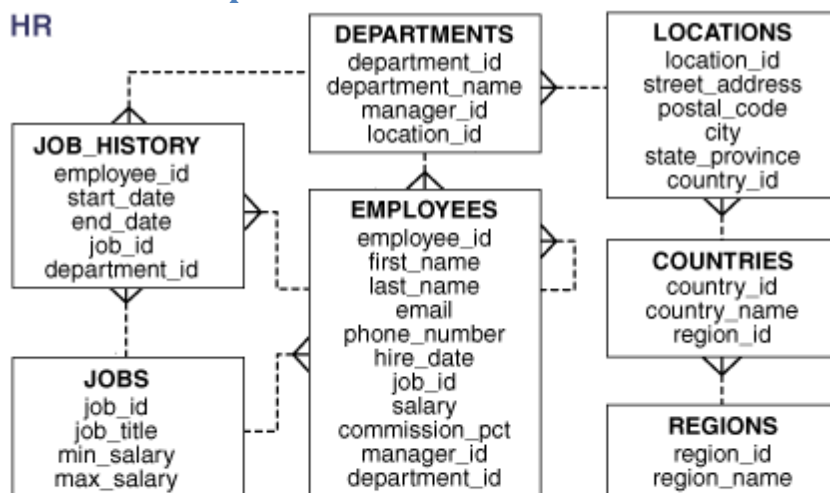 HR
DEPARTMENTS
department_id
department_name
manager_id
location_id
LOCATIONS
location_id
street_address
postal_code
city
state_province
country_id
JOB_HISTORY
employee_id
start_date
end_date
job_id
department_id
EMPLOYEES
employee_id
first_name
last_name
email
phone_number
hire_date
job_id
salary
commission_pct
manager_id
department_id
COUNTRIES
country_id
country_name
region_id
JOBS
job_id
job_title
min_salary
max_salary
REGIONS
region_id
region_name